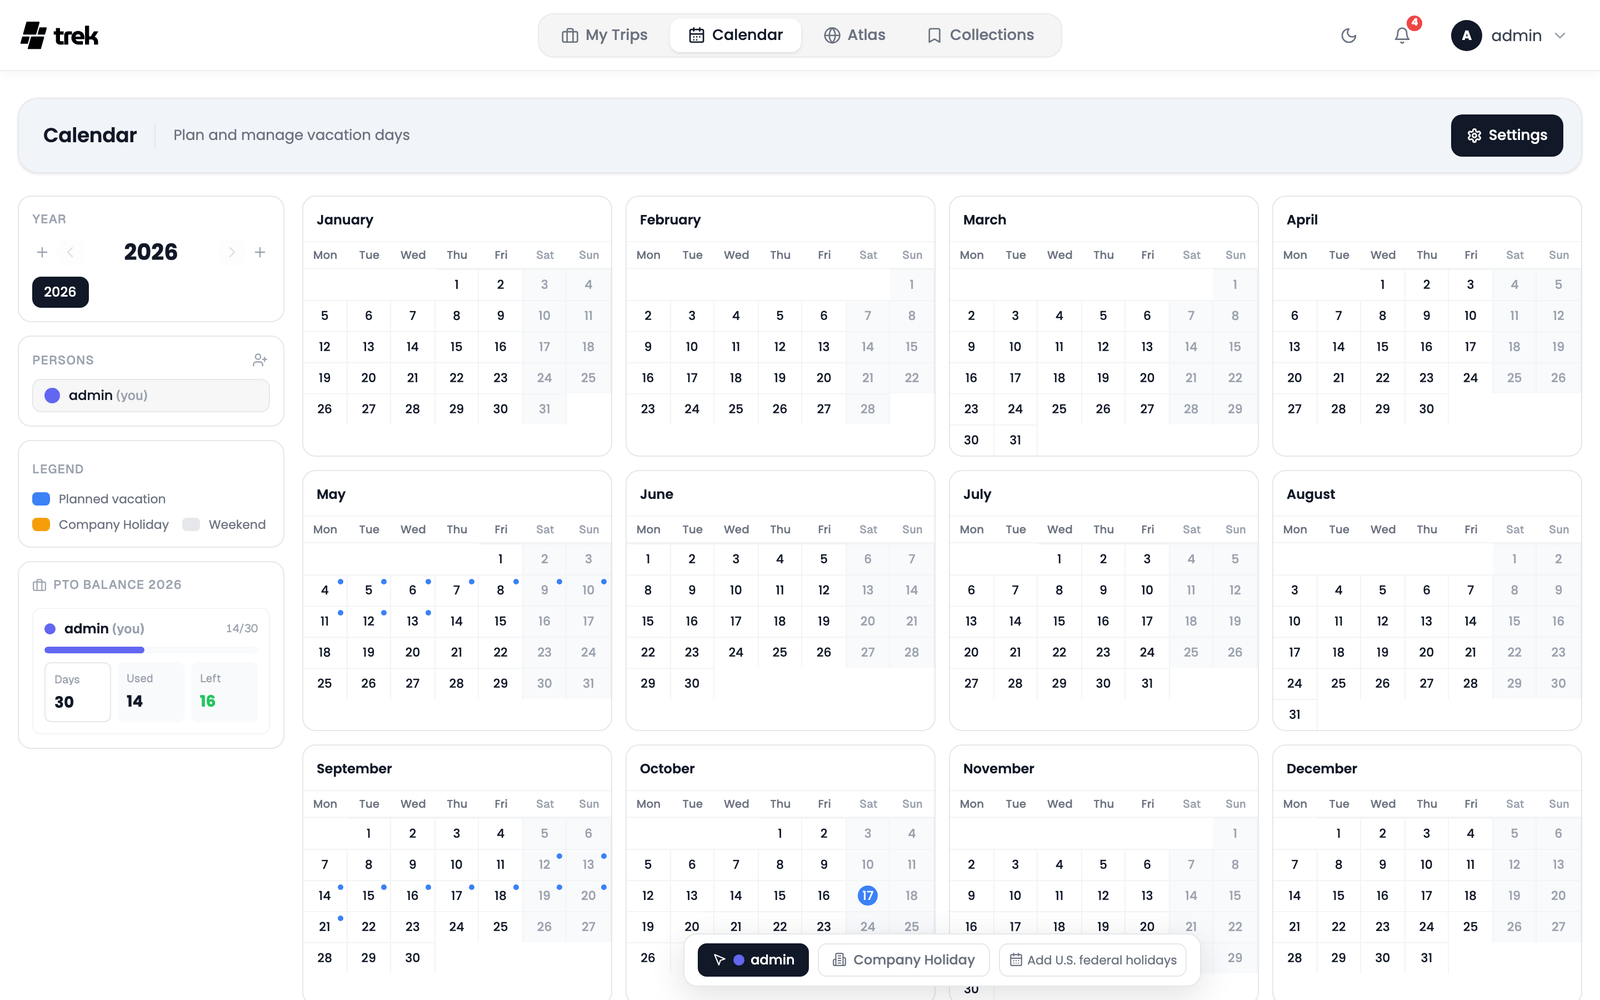 trek
My Trips Calendar Atlas Collections
4
A admin
Calendar Plan and manage vacation days
Settings
YEAR
2026
2026
PERSONS
admin (you)
LEGEND
Planned vacation
Company Holiday Weekend
PTO BALANCE 2026
admin (you) 14/30
Days Used Left
30 14 16
January
Mon Tue Wed Thu Fri Sat Sun
1 2 3 4
5 6 7 8 9 10 11
12 13 14 15 16 17 18
19 20 21 22 23 24 25
26 27 28 29 30 31
February
Mon Tue Wed Thu Fri Sat Sun
1
2 3 4 5 6 7 8
9 10 11 12 13 14 15
16 17 18 19 20 21 22
23 24 25 26 27 28
March
Mon Tue Wed Thu Fri Sat Sun
1
2 3 4 5 6 7 8
9 10 11 12 13 14 15
16 17 18 19 20 21 22
23 24 25 26 27 28 29
30 31
April
Mon Tue Wed Thu Fri Sat Sun
1 2 3 4 5
6 7 8 9 10 11 12
13 14 15 16 17 18 19
20 21 22 23 24 25 26
27 28 29 30
May
Mon Tue Wed Thu Fri Sat Sun
1 2 3
4 5 6 7 8 9 10
11 12 13 14 15 16 17
18 19 20 21 22 23 24
25 26 27 28 29 30 31
June
Mon Tue Wed Thu Fri Sat Sun
1 2 3 4 5 6 7
8 9 10 11 12 13 14
15 16 17 18 19 20 21
22 23 24 25 26 27 28
29 30
July
Mon Tue Wed Thu Fri Sat Sun
1 2 3 4 5
6 7 8 9 10 11 12
13 14 15 16 17 18 19
20 21 22 23 24 25 26
27 28 29 30 31
August
Mon Tue Wed Thu Fri Sat Sun
1 2
3 4 5 6 7 8 9
10 11 12 13 14 15 16
17 18 19 20 21 22 23
24 25 26 27 28 29 30
31
September
Mon Tue Wed Thu Fri Sat Sun
1 2 3 4 5 6
7 8 9 10 11 12 13
14 15 16 17 18 19 20
21 22 23 24 25 26 27
28 29 30
October
Mon Tue Wed Thu Fri Sat Sun
1 2 3 4
5 6 7 8 9 10 11
12 13 14 15 16 17 18
19 20 21 22 23 24 25
26
November
Mon Tue Wed Thu Fri Sat Sun
1
2 3 4 5 6 7 8
9 10 11 12 13 14 15
16 17 18 19 20 21 22
29
30
December
Mon Tue Wed Thu Fri Sat Sun
1 2 3 4 5 6
7 8 9 10 11 12 13
14 15 16 17 18 19 20
21 22 23 24 25 26 27
28 29 30 31
admin Company Holiday Add U.S. federal holidays